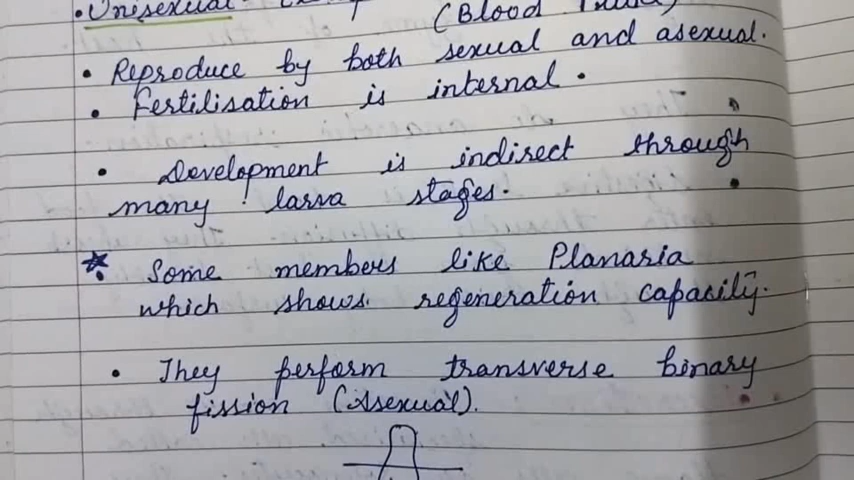 • Unisexual - (Blood
• Reproduce by both sexual and asexual.
• Fertilisation is internal.
• Development is indirect through
many larva stages.
Some members like Planaria
which shows. regeneration capacity.
• They perform transverse binary
fission (Asexual).